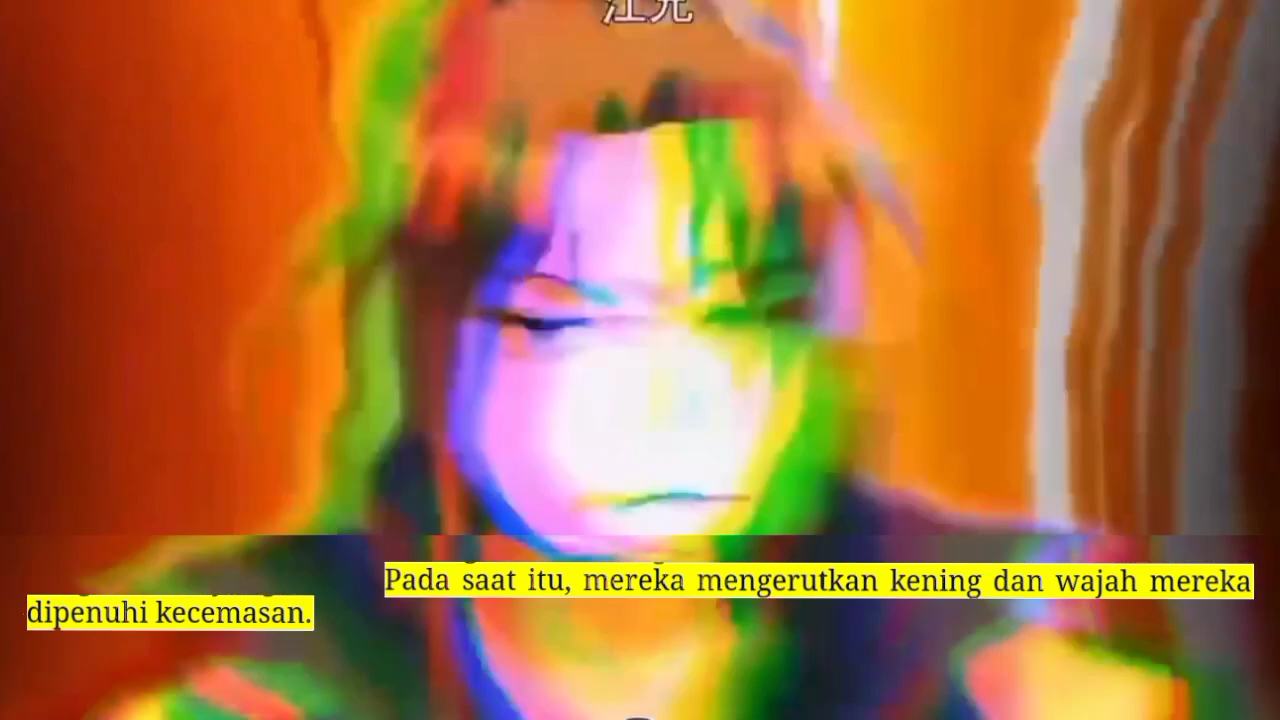 Pada saat itu, mereka mengerutkan kening dan wajah mereka
dipenuhi kecemasan.